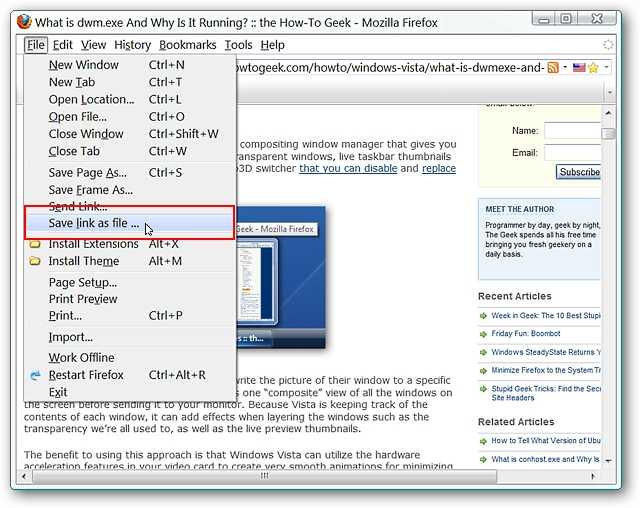 What is dwm.exe And Why Is It Running? :: the How-To Geek - Mozilla Firefox
File Edit View History Bookmarks Tools Help
New Window Ctrl+N
New Tab Ctrl+T
Open Location... Ctrl+L
Open File... Ctrl+O
Close Window Ctrl+Shift+W
Close Tab Ctrl+W
Save Page As... Ctrl+S
Save Frame As...
Send Link...
Save link as file ...
Install Extensions Alt+X
Install Theme Alt+M
Page Setup...
Print Preview
Print... Ctrl+P
Import...
Work Offline
Restart Firefox Ctrl+Alt+R
Exit
owtogeek.com/howto/windows-vista/what-is-dwmexe-and-
compositing window manager that gives you
transparent windows, live taskbar thumbnails
3D switcher that you can disable and replace
Geek - Mozilla Firefox
:: th...
write the picture of their window to a specific
s one "composite" view of all the windows on
the screen before sending it to your monitor. Because Vista is keeping track of the
contents of each window, it can add effects when layering the windows such as the
transparency we're all used to, as well as the live preview thumbnails.
The benefit to using this approach is that Windows Vista can utilize the hardware
acceleration features in your video card to create very smooth animations for minimizing
email below:
Name:
Email:
Subscribe
MEET THE AUTHOR
Programmer by day, geek by night,
The Geek spends all his free time
bringing you fresh geekery on a
daily basis.
Recent Articles
Week in Geek: The 10 Best Stupi
Friday Fun: Boombot
Windows SteadyState Returns Y
Minimize Firefox to the System Tr
Stupid Geek Tricks: Find the Sec
Site Headers
Related Articles
How to Tell What Version of Ubu
What is conhost.exe and Why Is